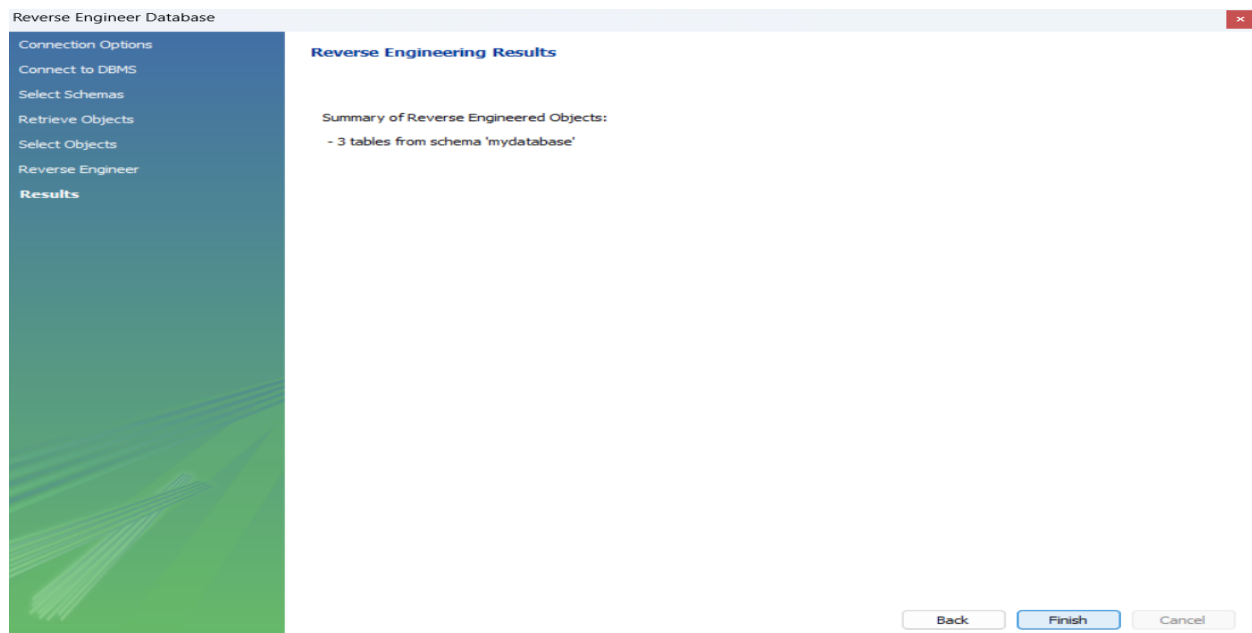 Reverse Engineer Database
Connection Options
Connect to DBMS
Select Schemas
Retrieve Objects
Select Objects
Reverse Engineer
Results
Reverse Engineering Results
Summary of Reverse Engineered Objects:
- 3 tables from schema 'mydatabase'
Back Finish Cancel